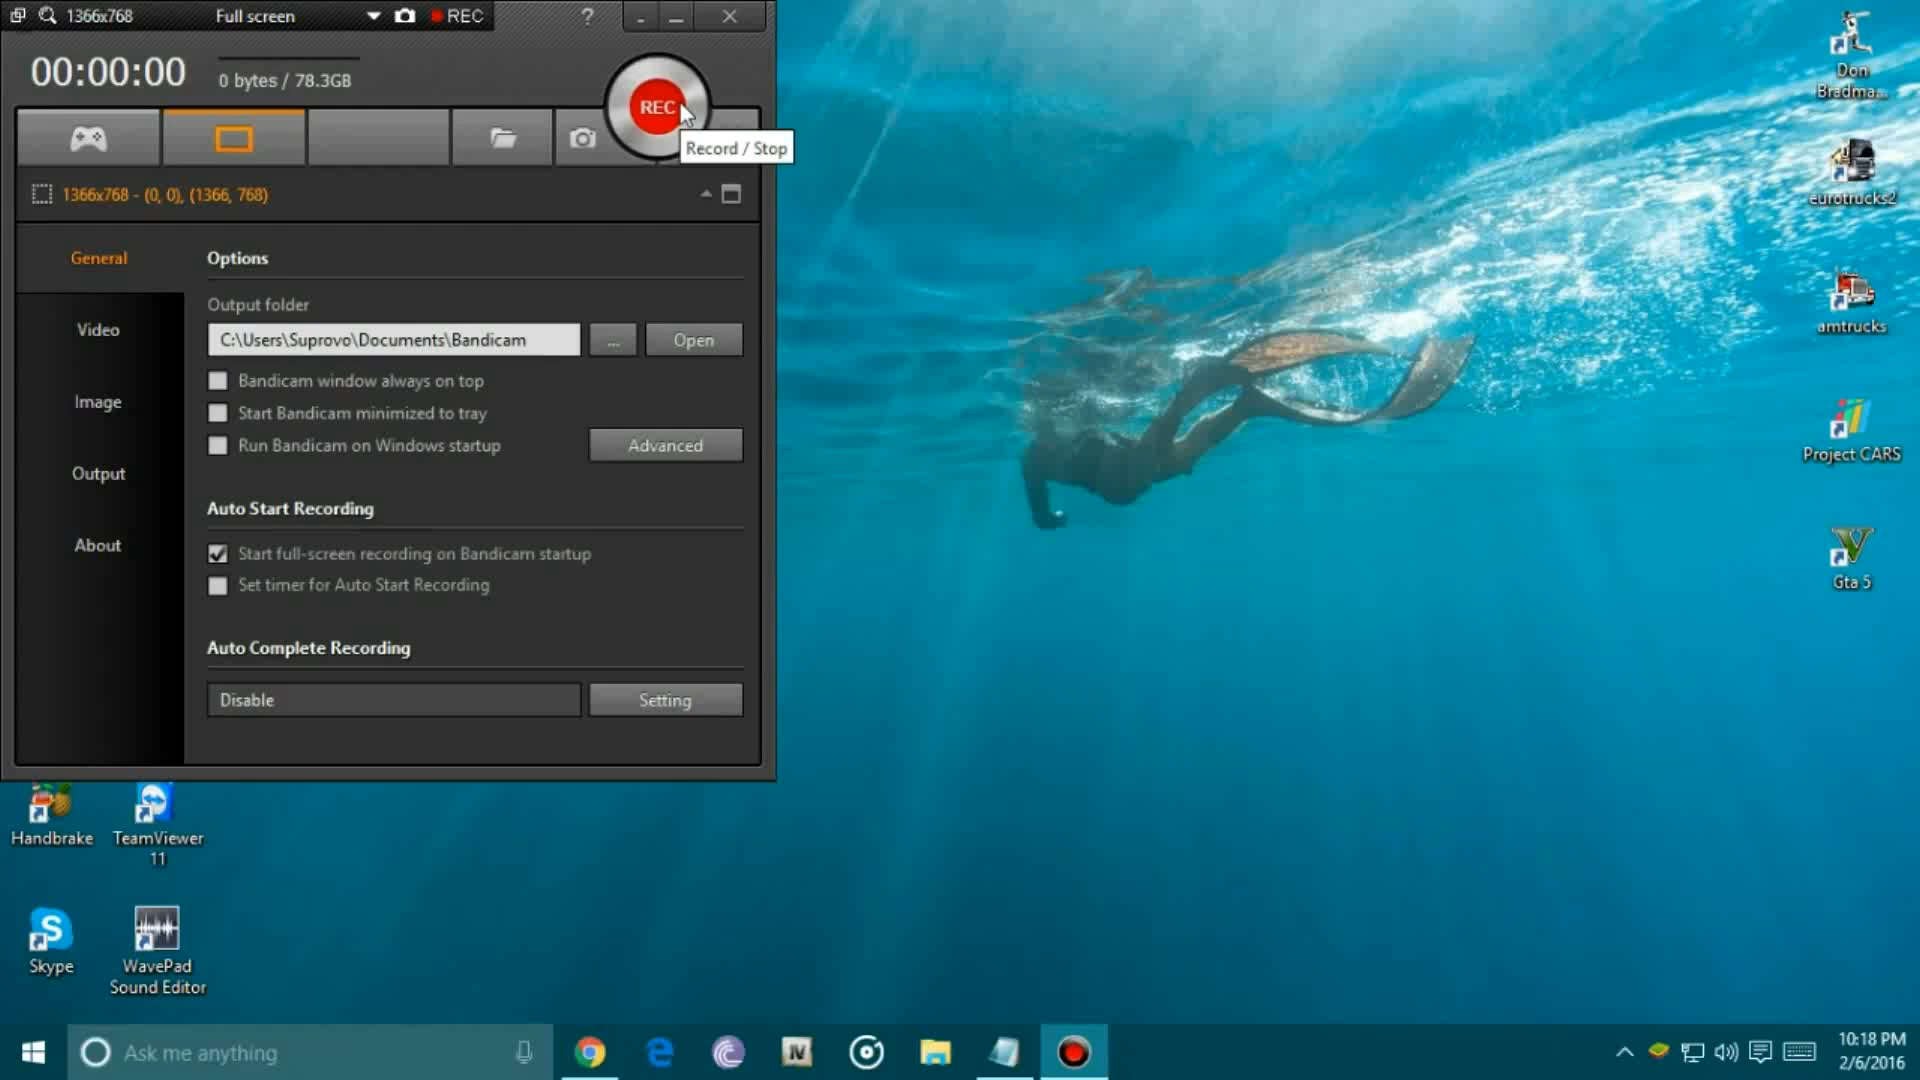 1366x768 Full screen REC ?
00:00:00 0 bytes / 78.3GB
REC
Record / Stop
1366x768 - (0, 0), (1366, 768)
General
Video
Image
Output
About
Options
Output folder
C:\Users\Suprovo\Documents\Bandicam ... Open
Bandicam window always on top
Start Bandicam minimized to tray
Run Bandicam on Windows startup Advanced
Auto Start Recording
Start full-screen recording on Bandicam startup
Set timer for Auto Start Recording
Auto Complete Recording
Disable Setting
Don
Bradma...
eurotrucks2
amtrucks
Project CARS
Gta 5
Handbrake
TeamViewer
11
Skype
WavePad
Sound Editor
Ask me anything
IV
10:18 PM
2/6/2016